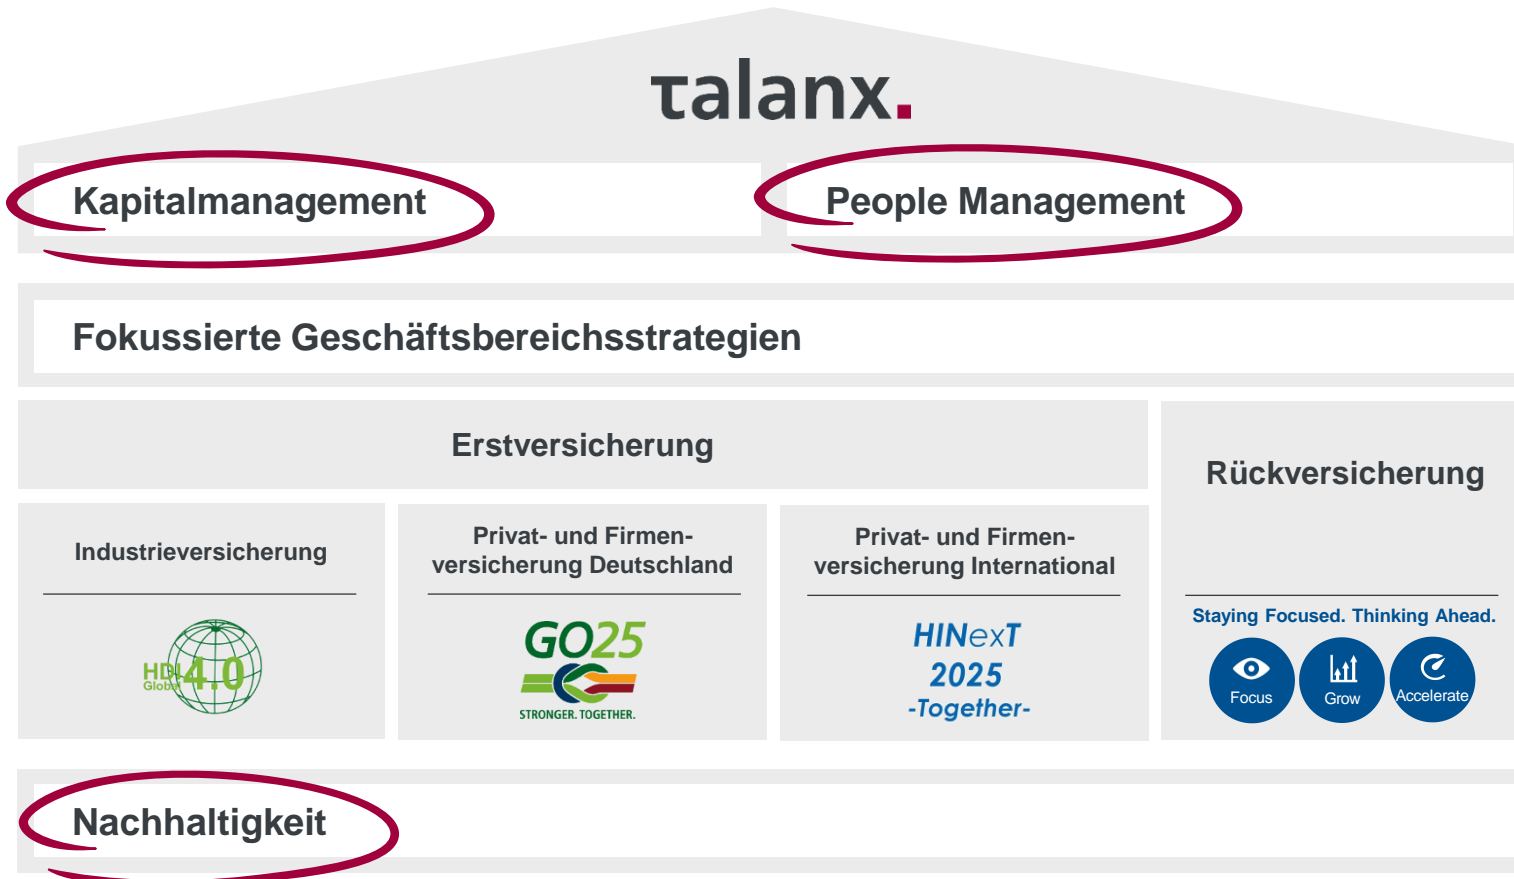 talanx.
Kapitalmanagement
People Management
Fokussierte Geschäftsbereichsstrategien
Erstversicherung
Rückversicherung
Industrieversicherung
Privat- und Firmen-
versicherung Deutschland
Privat- und Firmen-
versicherung International
HDI 4.0
Global
GO25
STRONGER. TOGETHER.
HINexT
2025
-Together-
Staying Focused. Thinking Ahead.
Focus
Grow
Accelerate
Nachhaltigkeit